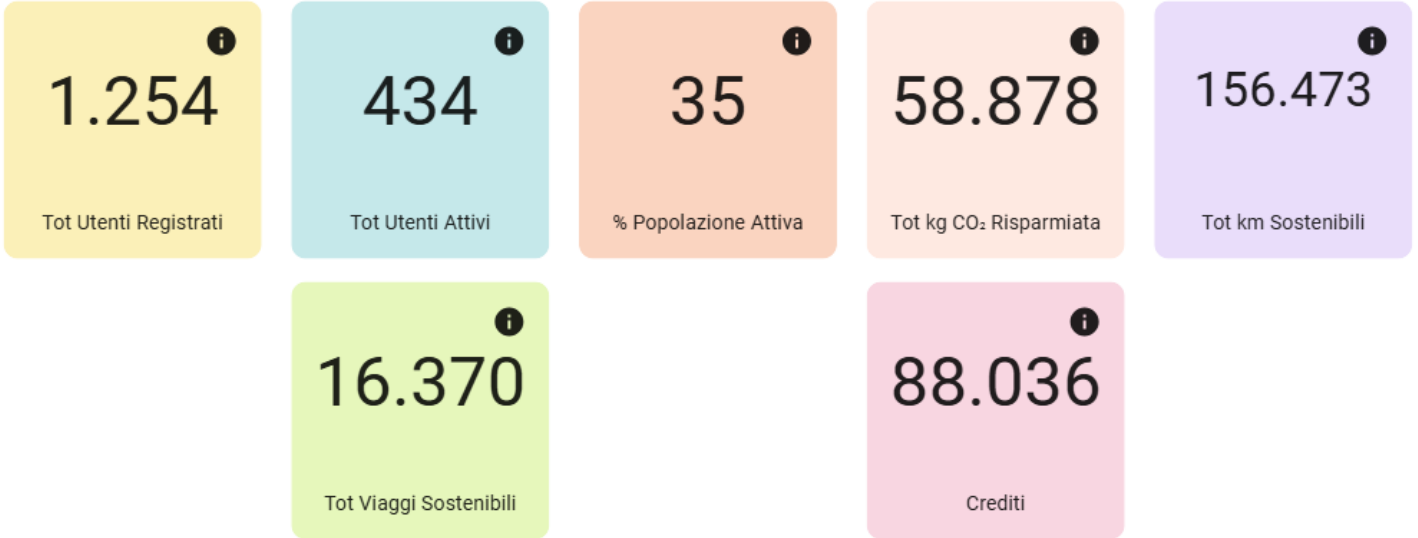 1.254
Tot Utenti Registrati
434
Tot Utenti Attivi
35
% Popolazione Attiva
58.878
Tot kg CO₂ Risparmiata
156.473
Tot km Sostenibili
16.370
Tot Viaggi Sostenibili
88.036
Crediti